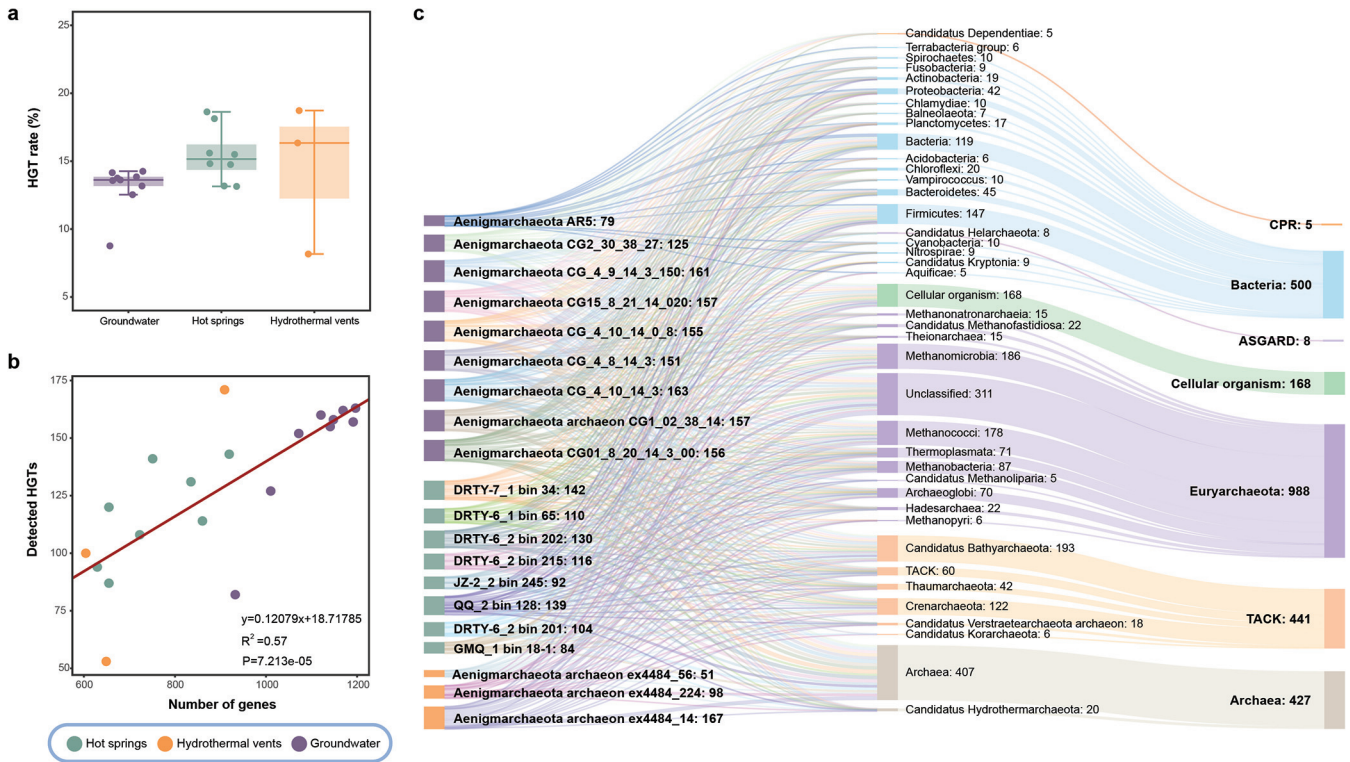 a
HGT rate (%)
25
20
15
10
5
Groundwater
Hot springs
Hydrothermal vents
b
Detected HGTs
175
150
125
100
75
50
y=0.12079x+18.71785
R² =0.57
P=7.213e-05
600
800
1000
1200
Number of genes
Hot springs
Hydrothermal vents
Groundwater
c
Aenigmarchaeota AR5: 79
Aenigmarchaeota CG2_30_38_27: 125
Aenigmarchaeota CG_4_9_14_3_150: 161
Aenigmarchaeota CG15_8_21_14_020: 157
Aenigmarchaeota CG_4_10_14_0_8: 155
Aenigmarchaeota CG_4_8_14_3: 151
Aenigmarchaeota CG_4_10_14_3: 163
Aenigmarchaeota archaeon CG1_02_38_14: 157
Aenigmarchaeota CG01_8_20_14_3_00: 156
DRTY-7_1 bin 34: 142
DRTY-6_1 bin 65: 110
DRTY-6_2 bin 202: 130
DRTY-6_2 bin 215: 116
JZ-2_2 bin 245: 92
QQ_2 bin 128: 139
DRTY-6_2 bin 201: 104
GMQ_1 bin 18-1: 84
Aenigmarchaeota archaeon ex4484_56: 51
Aenigmarchaeota archaeon ex4484_224: 98
Aenigmarchaeota archaeon ex4484_14: 167
Candidatus Dependentiae: 5
Terrabacteria group: 6
Spirochaetes: 10
Fusobacteria: 9
Actinobacteria: 19
Proteobacteria: 42
Chlamydiae: 10
Balneolaeota: 7
Planctomycetes: 17
Bacteria: 119
Acidobacteria: 6
Chloroflexi: 20
Vampirococcus: 10
Bacteroidetes: 45
Firmicutes: 147
Candidatus Helarchaeota: 8
Cyanobacteria: 10
Nitrospirae: 9
Candidatus Kryptonia: 9
Aquificae: 5
Cellular organism: 168
Methanonatronarchaeia: 15
Candidatus Methanofastidiosa: 22
Theionarchaea: 15
Methanomicrobia: 186
Unclassified: 311
Methanococci: 178
Thermoplasmata: 71
Methanobacteria: 87
Candidatus Methanoliparia: 5
Archaeoglobi: 70
Hadesarchaea: 22
Methanopyri: 6
Candidatus Bathyarchaeota: 193
TACK: 60
Thaumarchaeota: 42
Crenarchaeota: 122
Candidatus Verstraetearchaeota archaeon: 18
Candidatus Korarchaeota: 6
Archaea: 407
Candidatus Hydrothermarchaeota: 20
CPR: 5
Bacteria: 500
ASGARD: 8
Cellular organism: 168
Euryarchaeota: 988
TACK: 441
Archaea: 427